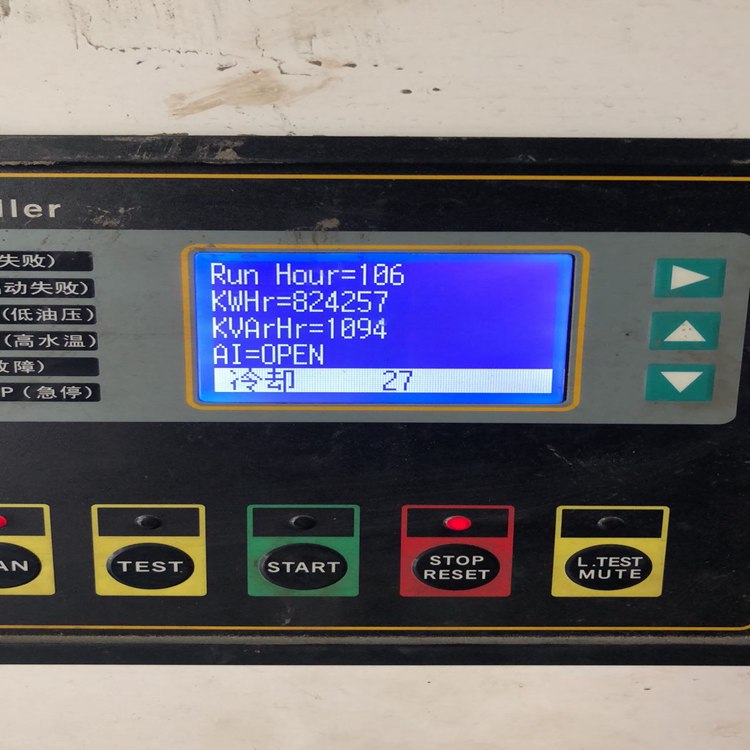 ller
失败)
动失败)
(低油压)
(高水温)
故障)
P(急停)
Run Hour=106
KWHr=824257
KVArHr=1094
AI=OPEN
冷却 27
AN
TEST
START
STOP
RESET
L.TEST
MUTE